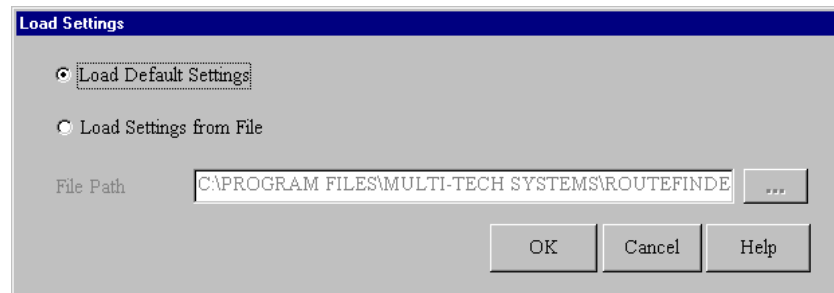 Load Settings
Load Default Settings
Load Settings from File
File Path C:\PROGRAM FILES\MULTI-TECH SYSTEMS\ROUTEFINDE ...
OK Cancel Help